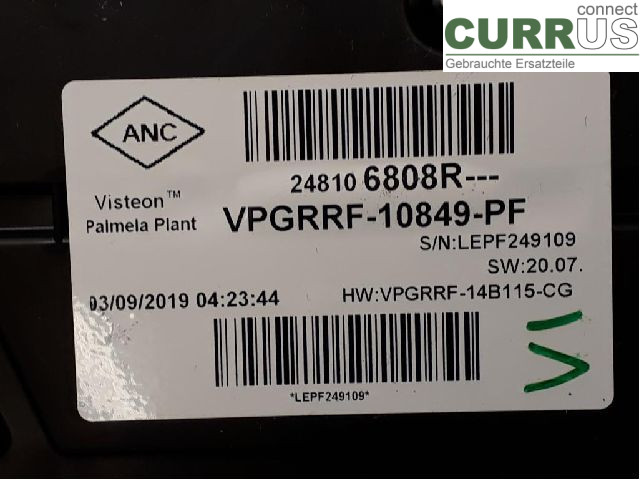 connect
CURRUS
Gebrauchte Ersatzteile
ANC
24810 6808R---
Visteon™
Palmela Plant
VPGRRF-10849-PF
S/N:LEPF249109
SW:20.07.
03/09/2019 04:23:44
HW:VPGRRF-14B115-CG
*LEPF249109*
VI